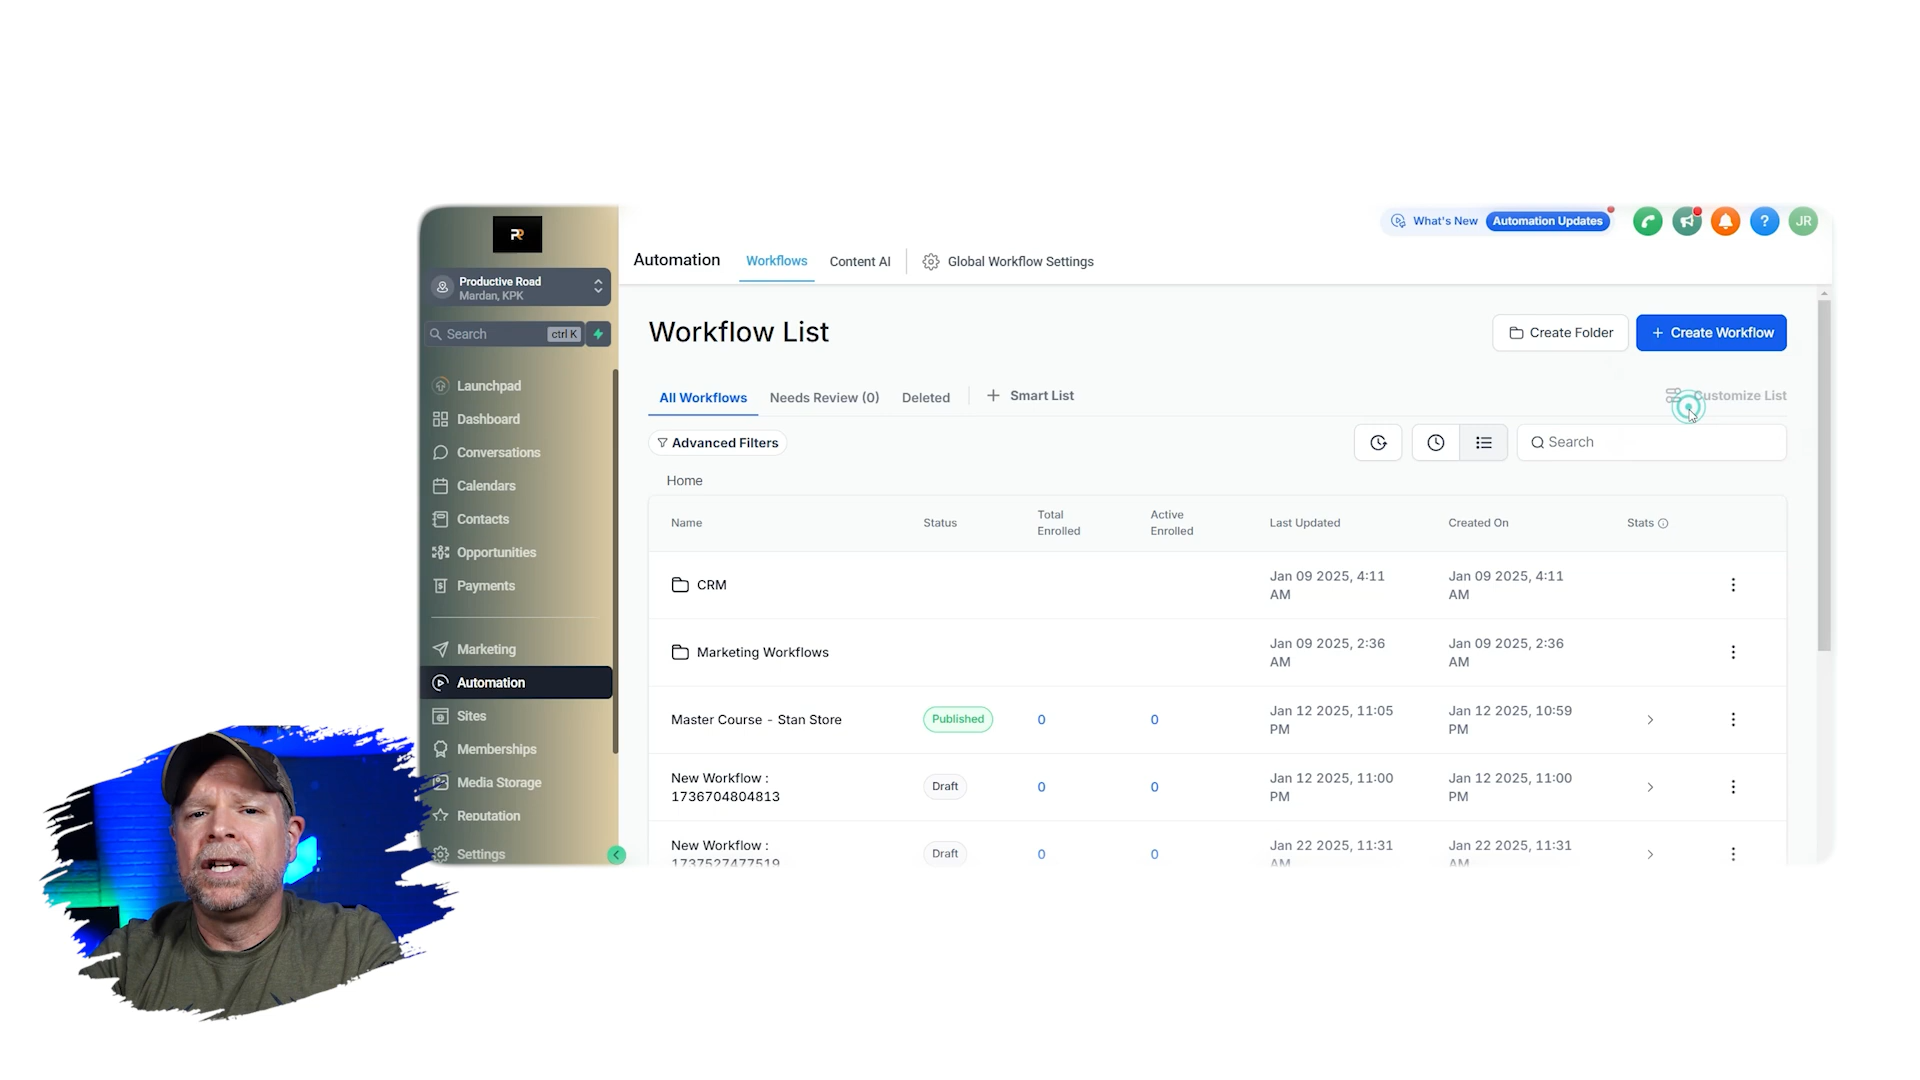 What's New
Automation Updates
?
JR
Productive Road
Mardan, KPK
Search
ctrl K
Launchpad
Dashboard
Conversations
Calendars
Contacts
Opportunities
Payments
Marketing
Automation
Sites
Memberships
Media Storage
Reputation
Settings
Automation
Workflows
Content AI
Global Workflow Settings
Workflow List
Create Folder
+ Create Workflow
All Workflows
Needs Review (0)
Deleted
+ Smart List
Customize List
Advanced Filters
Search
Home
Name
Status
Total
Enrolled
Active
Enrolled
Last Updated
Created On
Stats
CRM
Jan 09 2025, 4:11
AM
Jan 09 2025, 4:11
AM
Marketing Workflows
Jan 09 2025, 2:36
AM
Jan 09 2025, 2:36
AM
Master Course - Stan Store
Published
0
0
Jan 12 2025, 11:05
PM
Jan 12 2025, 10:59
PM
New Workflow :
1736704804813
Draft
0
0
Jan 12 2025, 11:00
PM
Jan 12 2025, 11:00
PM
New Workflow :
1737527477519
Draft
0
0
Jan 22 2025, 11:31
AM
Jan 22 2025, 11:31
AM